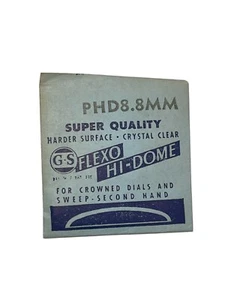 PHD8.8MM
SUPER QUALITY
HARDER SURFACE • CRYSTAL CLEAR
G-S FLEXO
HI-DOME
FOR CROWNED DIALS AND
SWEEP-SECOND HAND